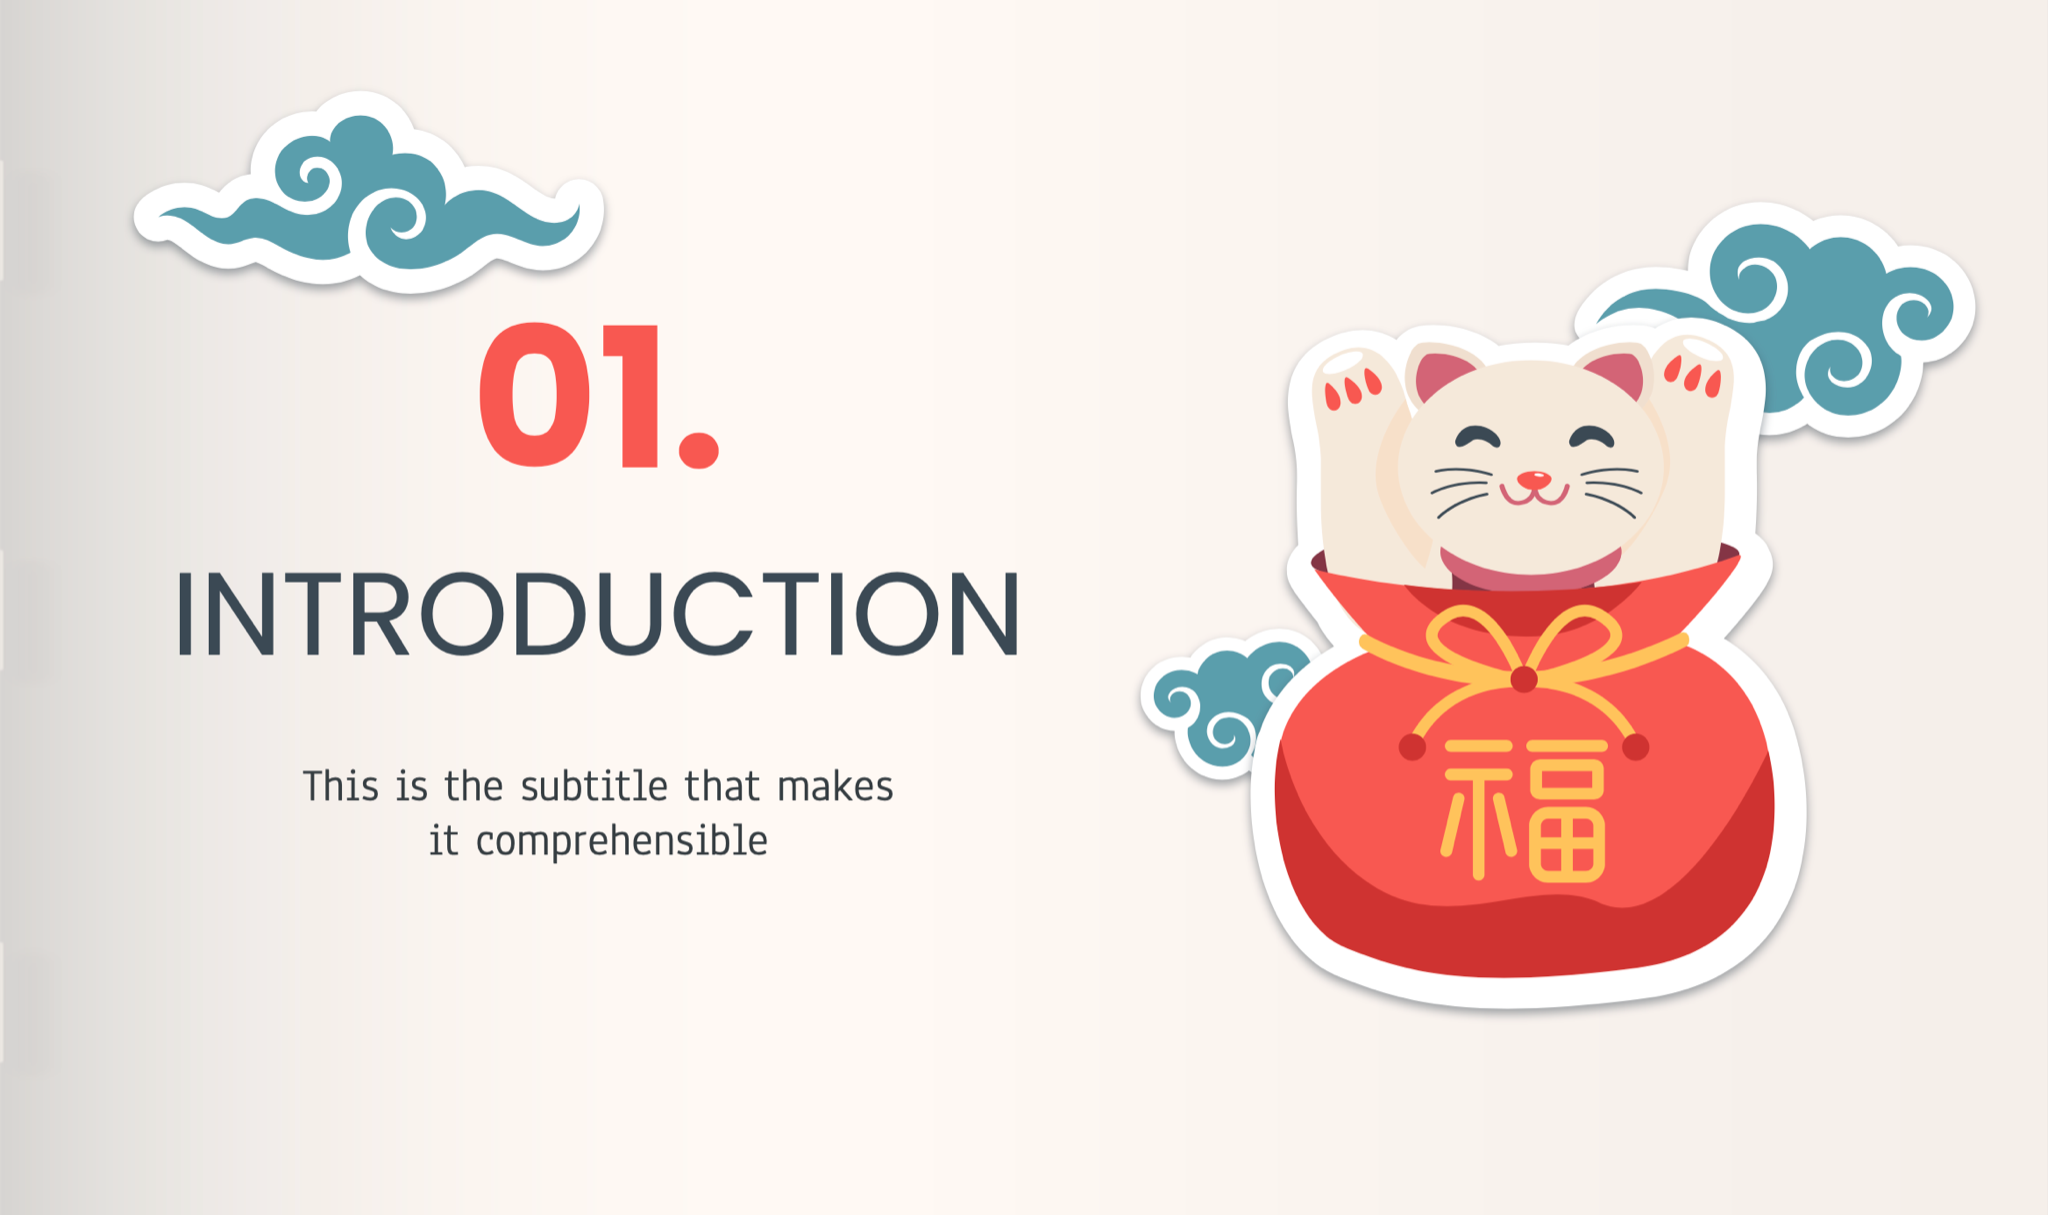 01.
INTRODUCTION
This is the subtitle that makes
it comprehensible
福